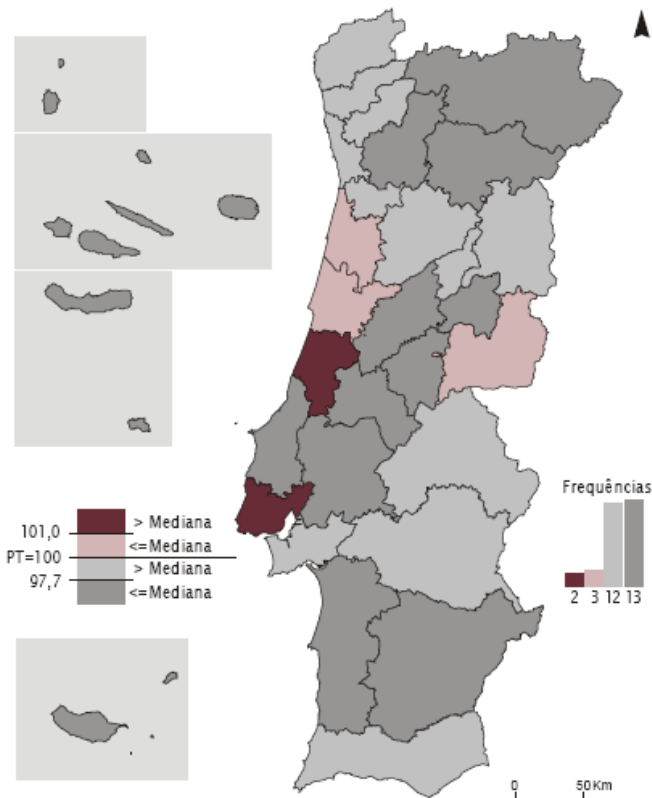 > Mediana
101,0
<=Mediana
PT=100
> Mediana
97,7
<=Mediana
Frequências
2 3 12 13
0 50Km